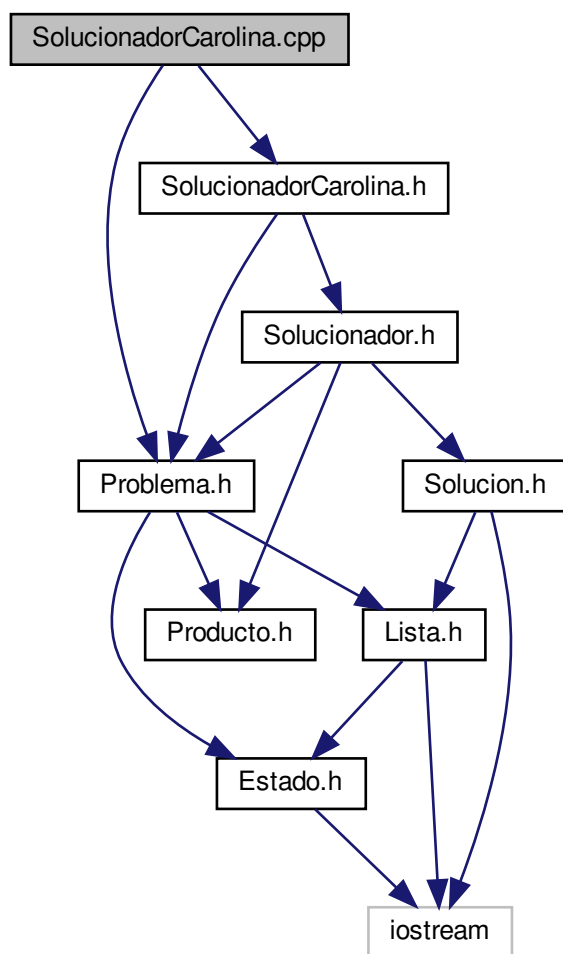 SolucionadorCarolina.cpp
SolucionadorCarolina.h
Solucionador.h
Problema.h
Solucion.h
Producto.h
Lista.h
Estado.h
iostream